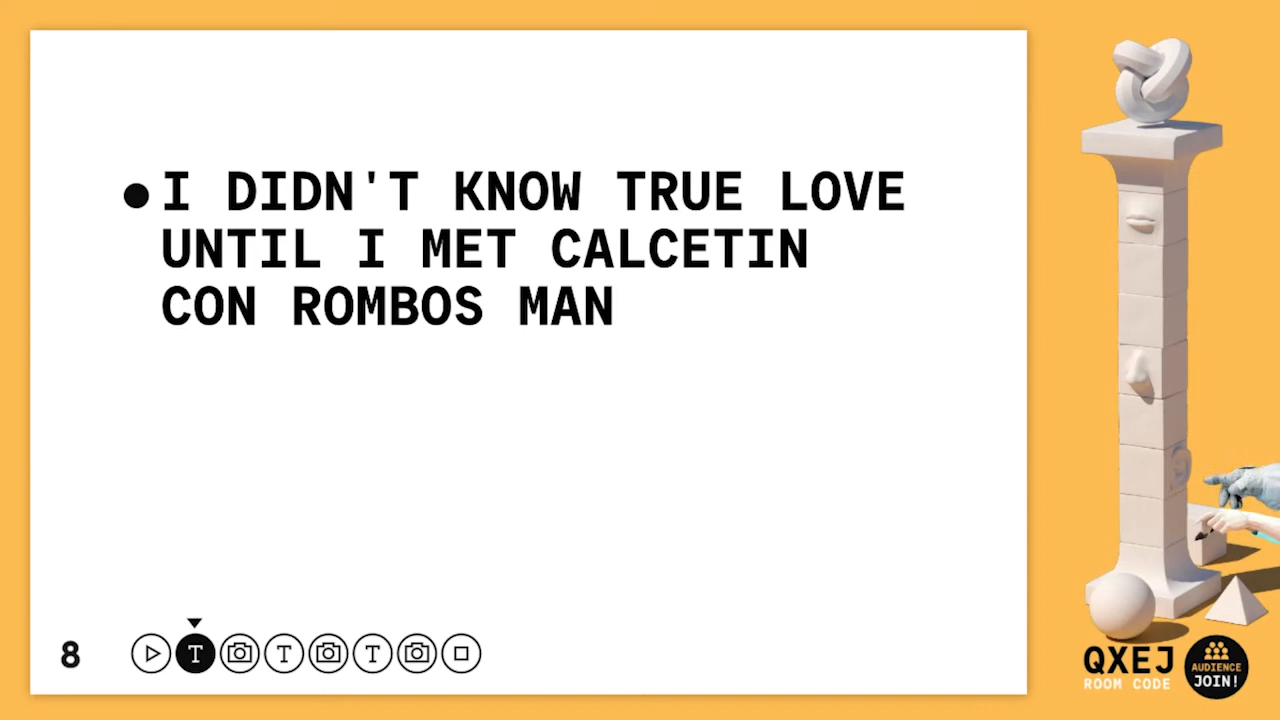 I DIDN'T KNOW TRUE LOVE
UNTIL I MET CALCETIN
CON ROMBOS MAN
8
T
T
T
QXEJ
ROOM CODE
AUDIENCE
JOIN!